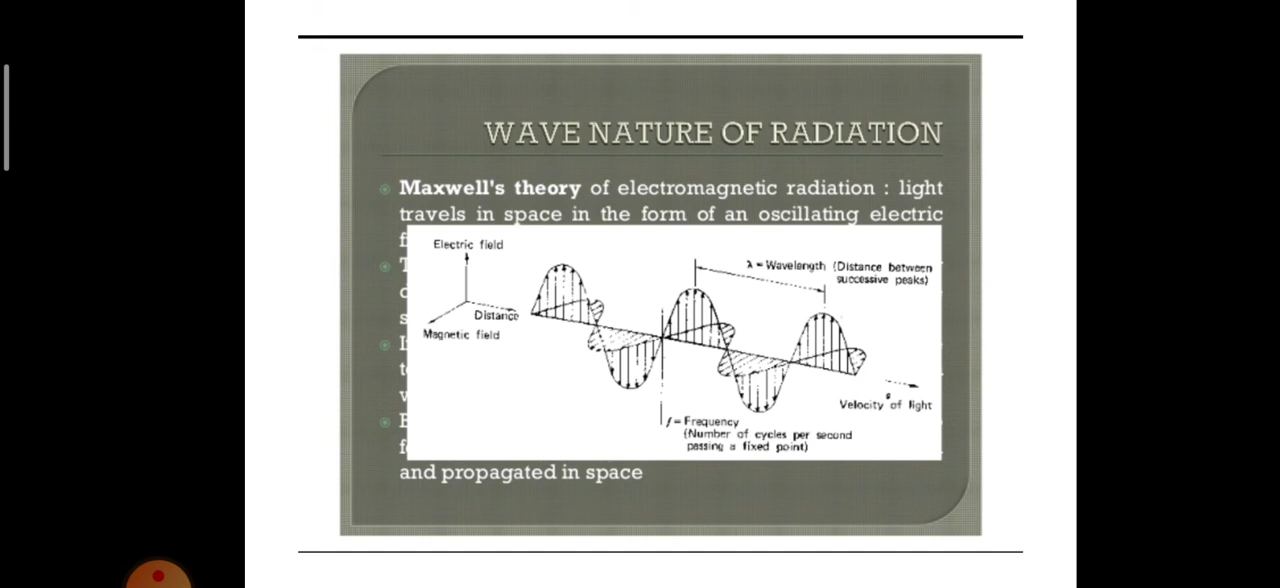 WAVE NATURE OF RADIATION
Maxwell's theory of electromagnetic radiation : light
travels in space in the form of an oscillating electric
Electric field
λ = Wavelength (Distance between
successive peaks)
Distance
Magnetic field
Velocity of light
f = Frequency
(Number of cycles per second
passing a fixed point)
and propagated in space